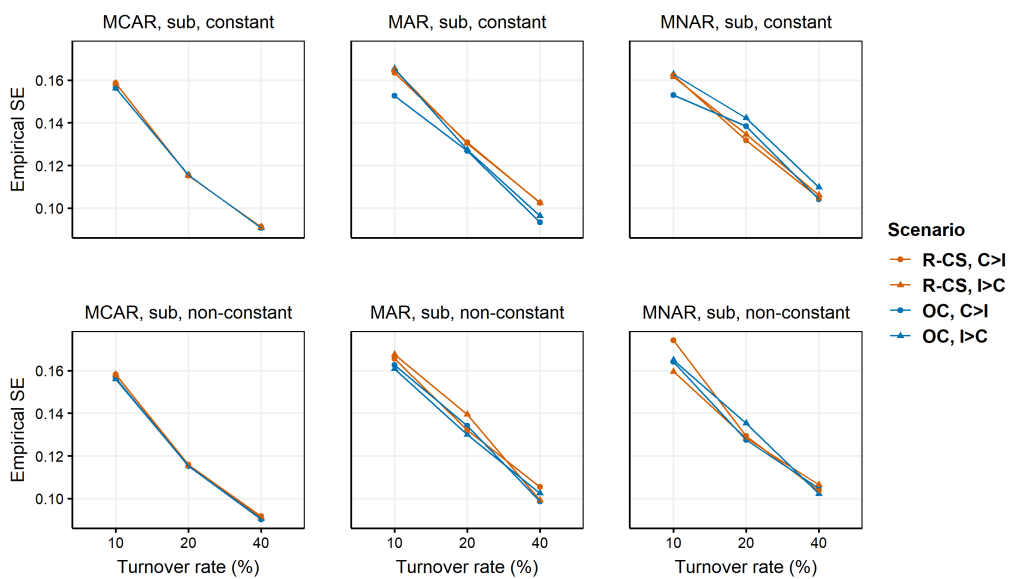 MCAR, sub, constant
MAR, sub, constant
MNAR, sub, constant
Empirical SE
0.16
0.14
0.12
0.10
Scenario
R-CS, C>I
R-CS, I>C
OC, C>I
OC, I>C
MCAR, sub, non-constant
MAR, sub, non-constant
MNAR, sub, non-constant
Empirical SE
0.16
0.14
0.12
0.10
10 20 40
10 20 40
10 20 40
Turnover rate (%)
Turnover rate (%)
Turnover rate (%)